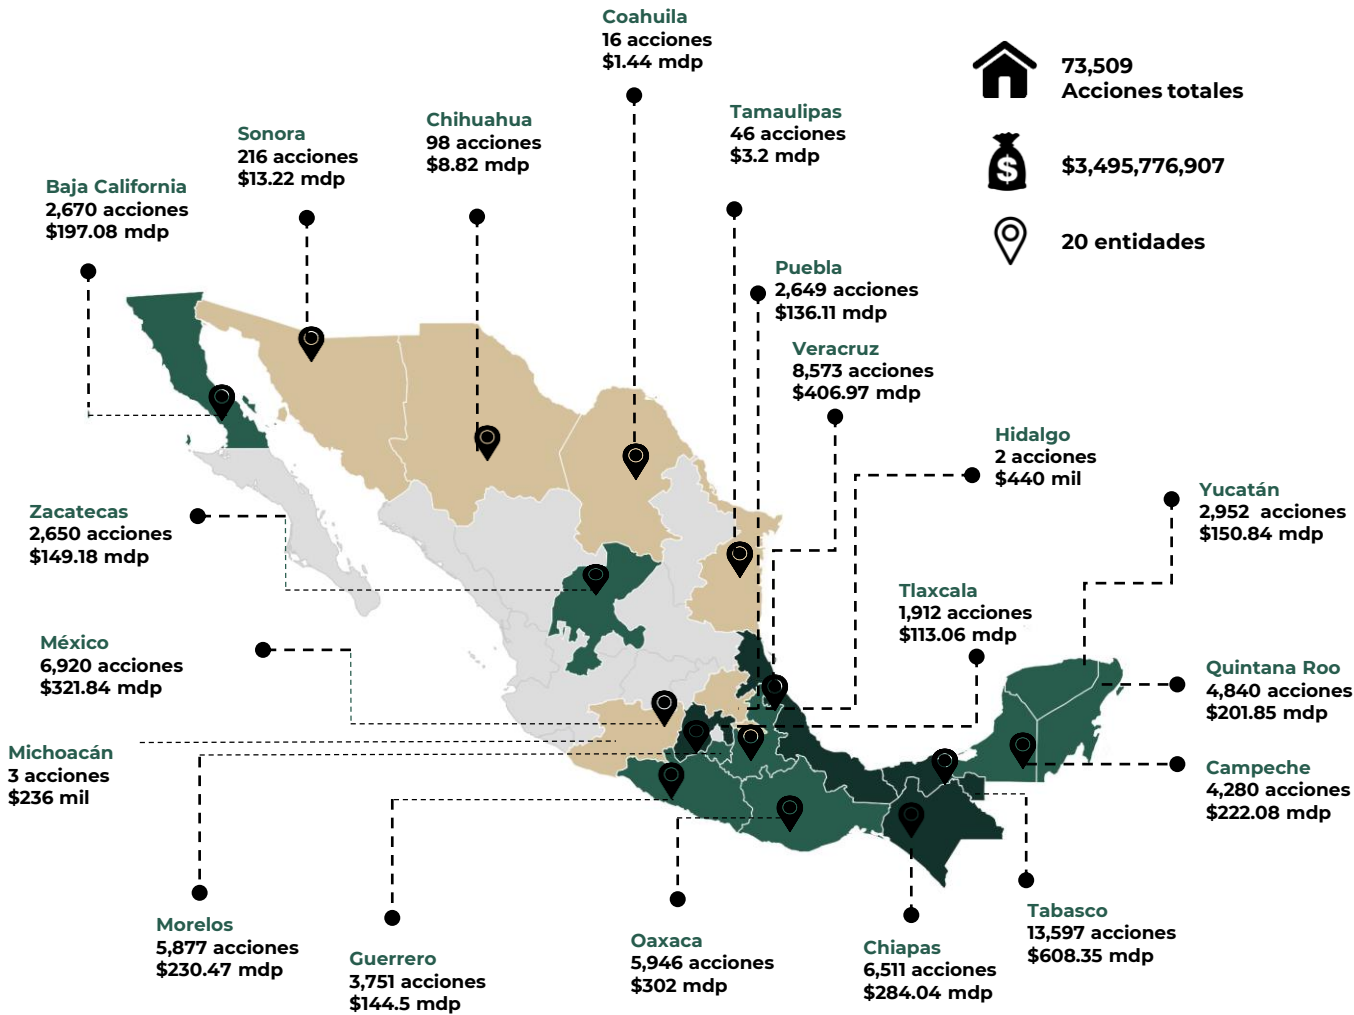 Coahuila
16 acciones
$1.44 mdp
73,509
Acciones totales
Tamaulipas
46 acciones
$3.2 mdp
Chihuahua
98 acciones
$8.82 mdp
Sonora
216 acciones
$13.22 mdp
$3,495,776,907
Baja California
2,670 acciones
$197.08 mdp
20 entidades
Puebla
2,649 acciones
$136.11 mdp
Veracruz
8,573 acciones
$406.97 mdp
Hidalgo
2 acciones
$440 mil
Yucatán
2,952 acciones
$150.84 mdp
Zacatecas
2,650 acciones
$149.18 mdp
Tlaxcala
1,912 acciones
$113.06 mdp
México
6,920 acciones
$321.84 mdp
Quintana Roo
4,840 acciones
$201.85 mdp
Michoacán
3 acciones
$236 mil
Campeche
4,280 acciones
$222.08 mdp
Morelos
5,877 acciones
$230.47 mdp
Guerrero
3,751 acciones
$144.5 mdp
Oaxaca
5,946 acciones
$302 mdp
Chiapas
6,511 acciones
$284.04 mdp
Tabasco
13,597 acciones
$608.35 mdp